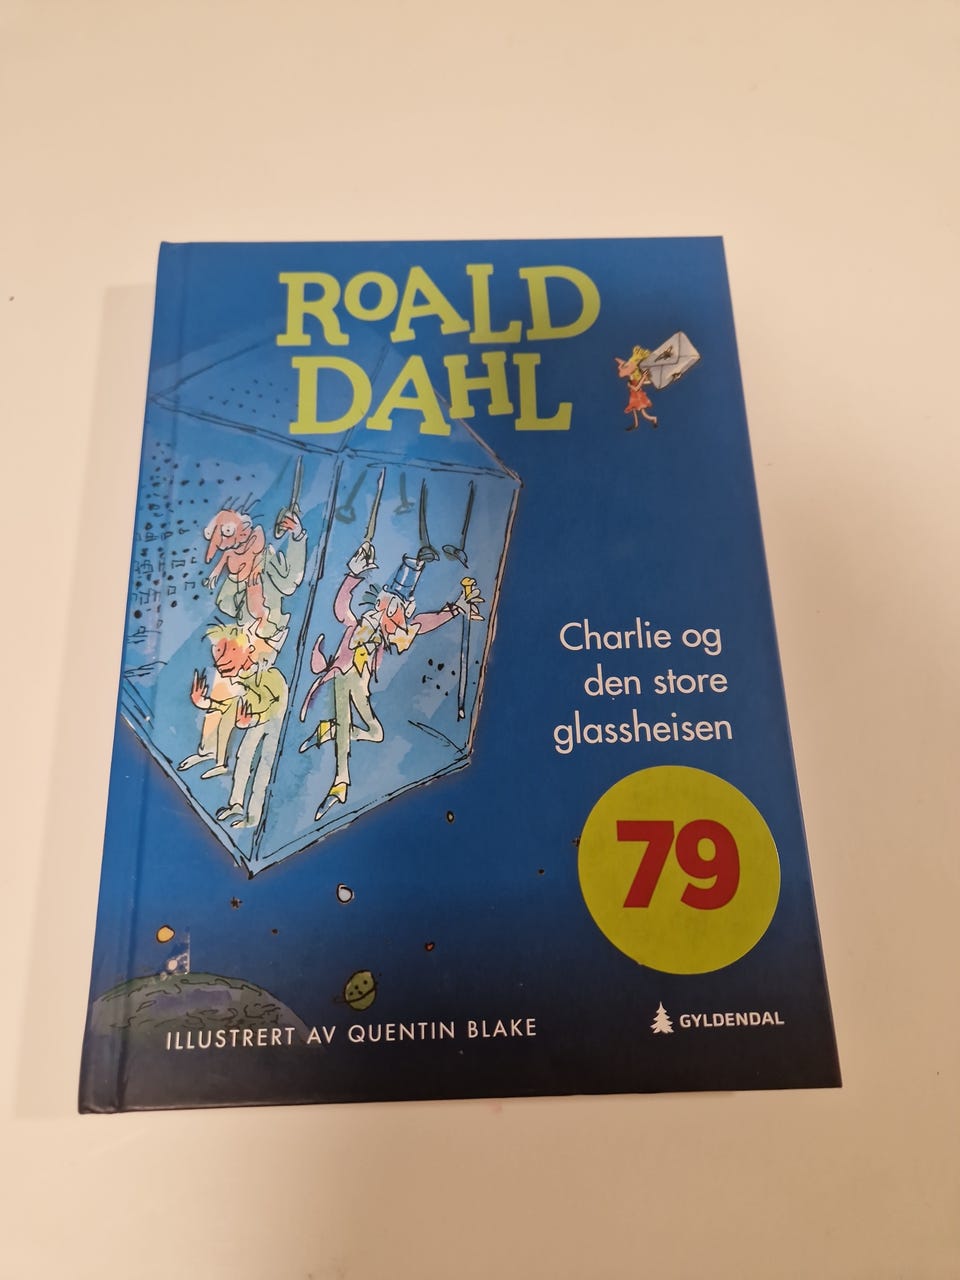 ROALD
DAHL
Charlie og
den store
glassheisen
79
ILLUSTRERT AV QUENTIN BLAKE
GYLDENDAL